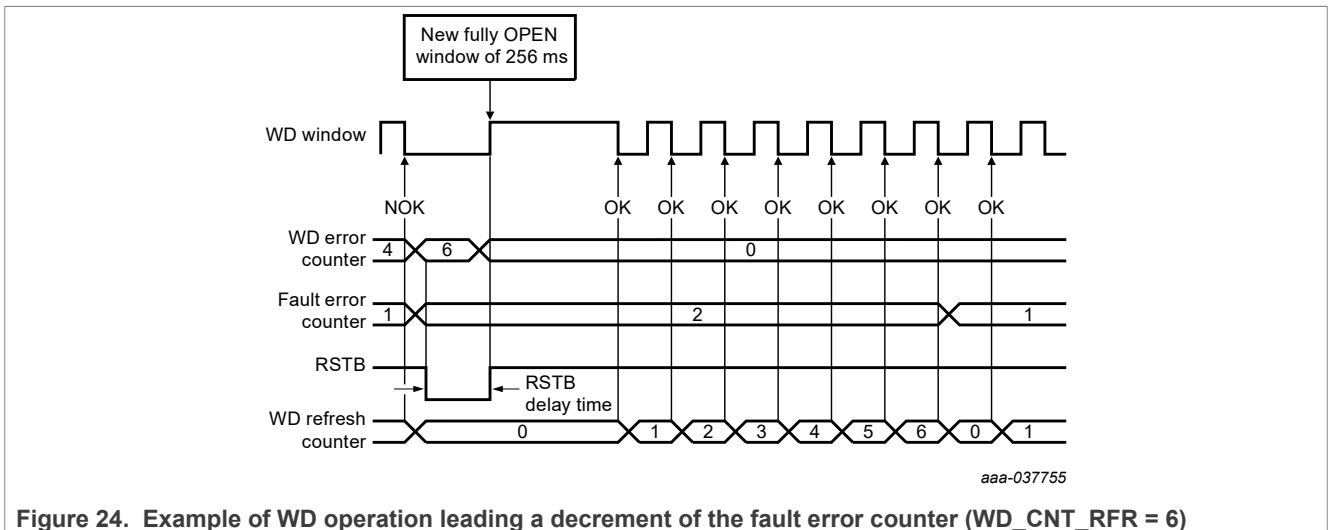 New fully OPEN
window of 256 ms
WD window
NOK OK OK OK OK OK OK OK OK
WD error
counter
4 6 0
Fault error
counter
1 2 1
RSTB
RSTB
delay time
WD refresh
counter
0 1 2 3 4 5 6 0 1
aaa-037755
Figure 24. Example of WD operation leading a decrement of the fault error counter (WD_CNT_RFR = 6)